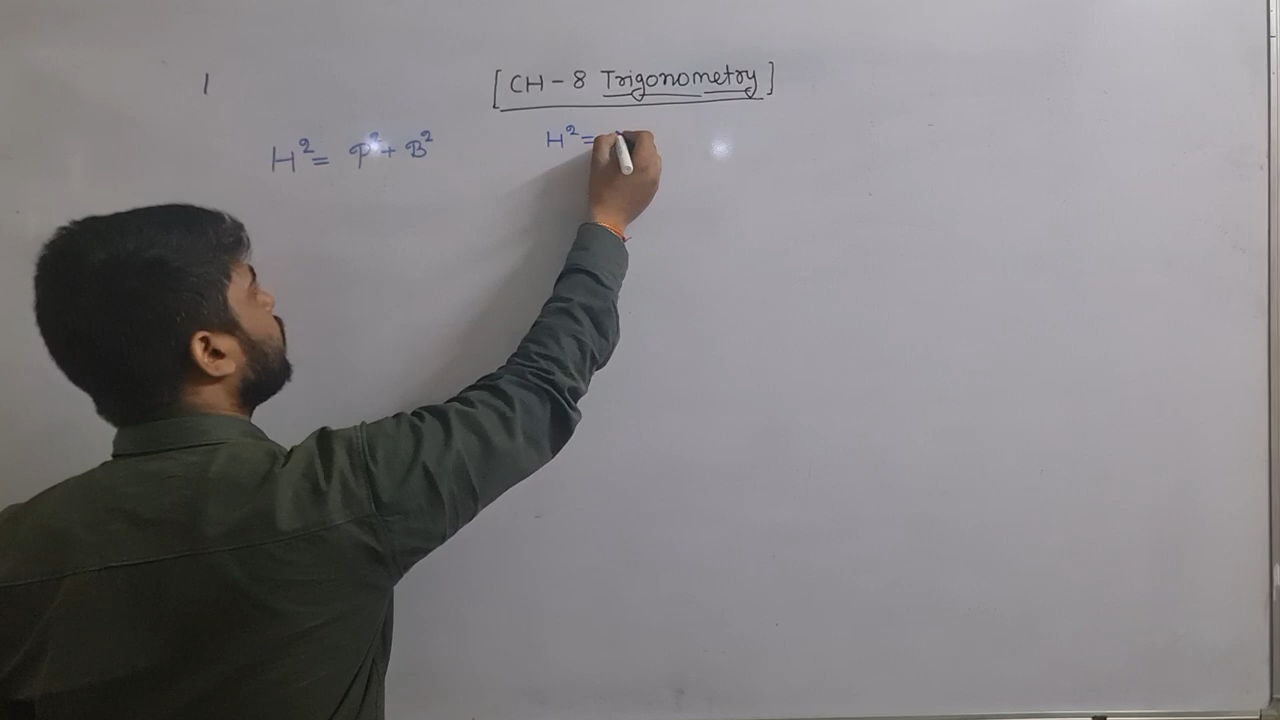 1
[CH-8 Trigonometry]
H²= P²+ B²
H²=